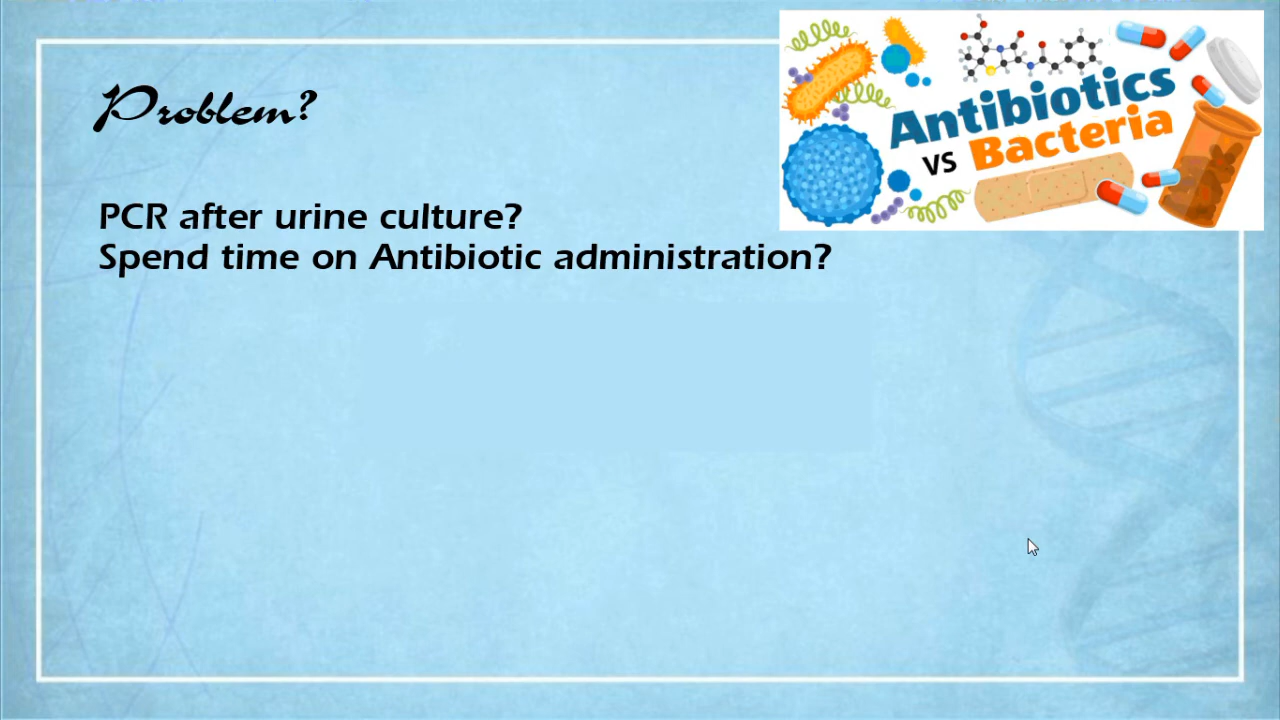 Problem?
PCR after urine culture?
Spend time on Antibiotic administration?
Antibiotics
vs Bacteria